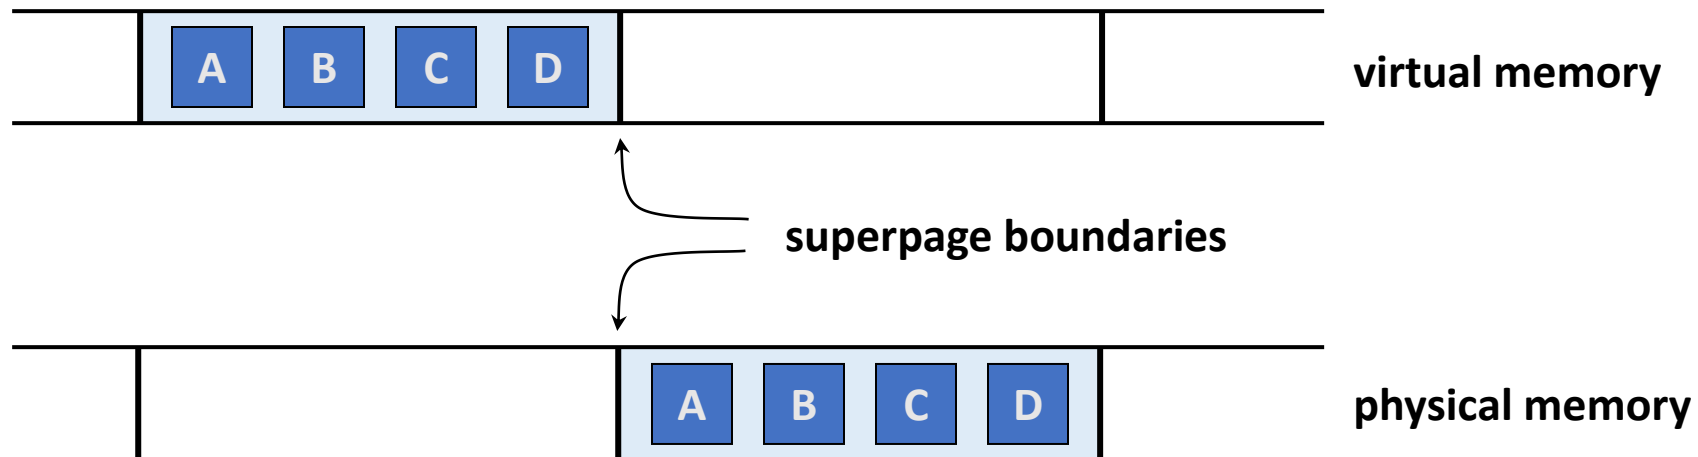 A B C D
virtual memory
superpage boundaries
A B C D
physical memory